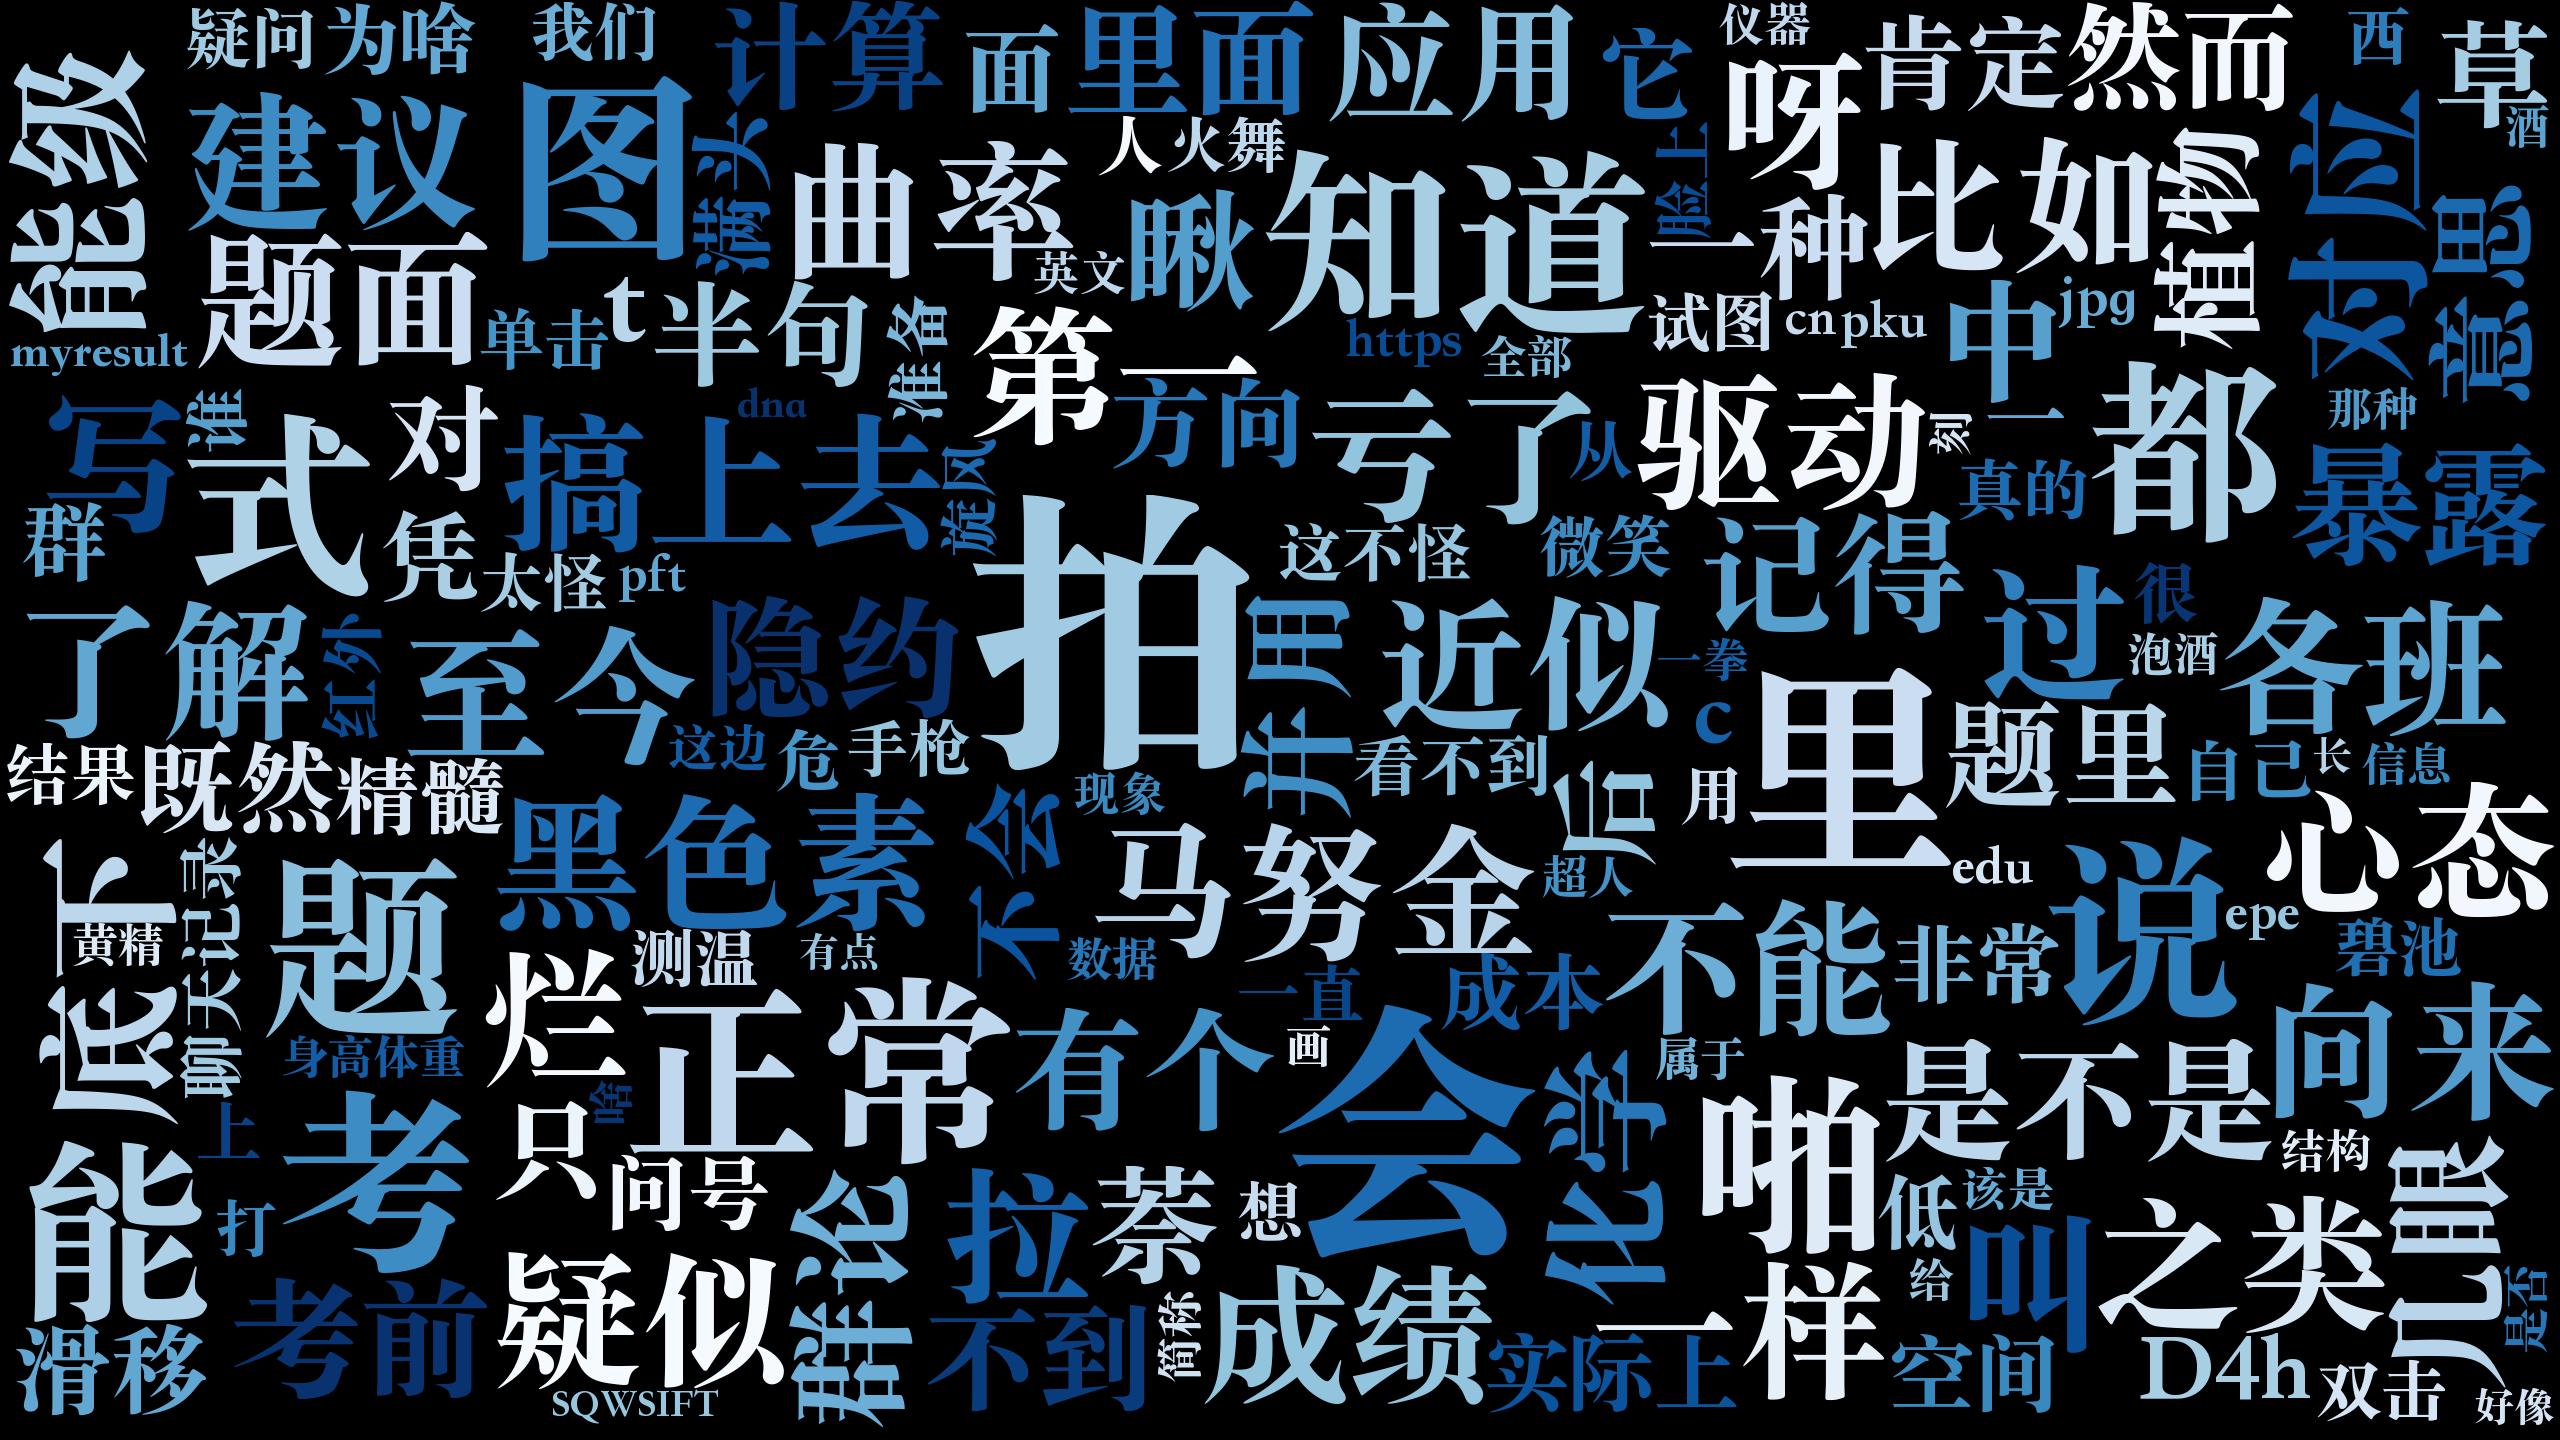 疑问
为啥
我们
计算
面
里面
应用
它
仪器
呀
肯定
然而
西
草
酒
能级
建议
图
满头
曲率
人
火舞
英文
瞅
知道
脸上
一种
比如
植物
对应
意思
题面
myresult
单击
t
半句
准备
第一
https
全部
试图
cn
pku
中
jpg
那种
写
谁
式
对
搞上去
dna
旋风
方向
亏了
从
驱动
刻
一
真的
都
暴露
群
凭
太怪
pft
拍
这不怪
微笑
记得
过
很
泡酒
各班
了解
红外
至今
隐约
开用
近似
一拳
c
里
题里
自己
长
信息
结果
既然
精髓
这边
危
手枪
现象
看不到
后
用
心态
底下
黄精
聊天记录
题
黑色素
不会
马努金
超人
edu
说
epe
碧池
测温
有点
数据
一直
成本
不能
非常
身高体重
烂
正常
有个
画
会
化学
属于
啪
是不是
向来
能
上
考
啥
只
问号
打
群论
拉
萘
想
低
该是
结构
几眼
考前
疑似
不到
简称
成绩
实际上
一样
给
叫
之类
是否
滑移
SQWSIFT
空间
D4h
双击
好像